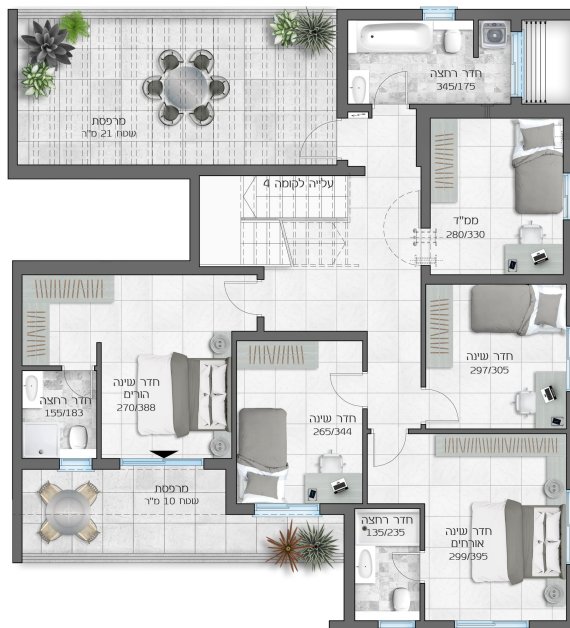 חדר רחצה
345/175
מרפסת
שטח 21 מ"ר
עלייה לקומה 4
ממ"ד
280/330
חדר שינה
297/305
חדר שינה
הורים
270/388
חדר רחצה
155/183
חדר שינה
265/344
מרפסת
שטח 10 מ"ר
חדר רחצה
135/235
חדר שינה
אורחים
299/395